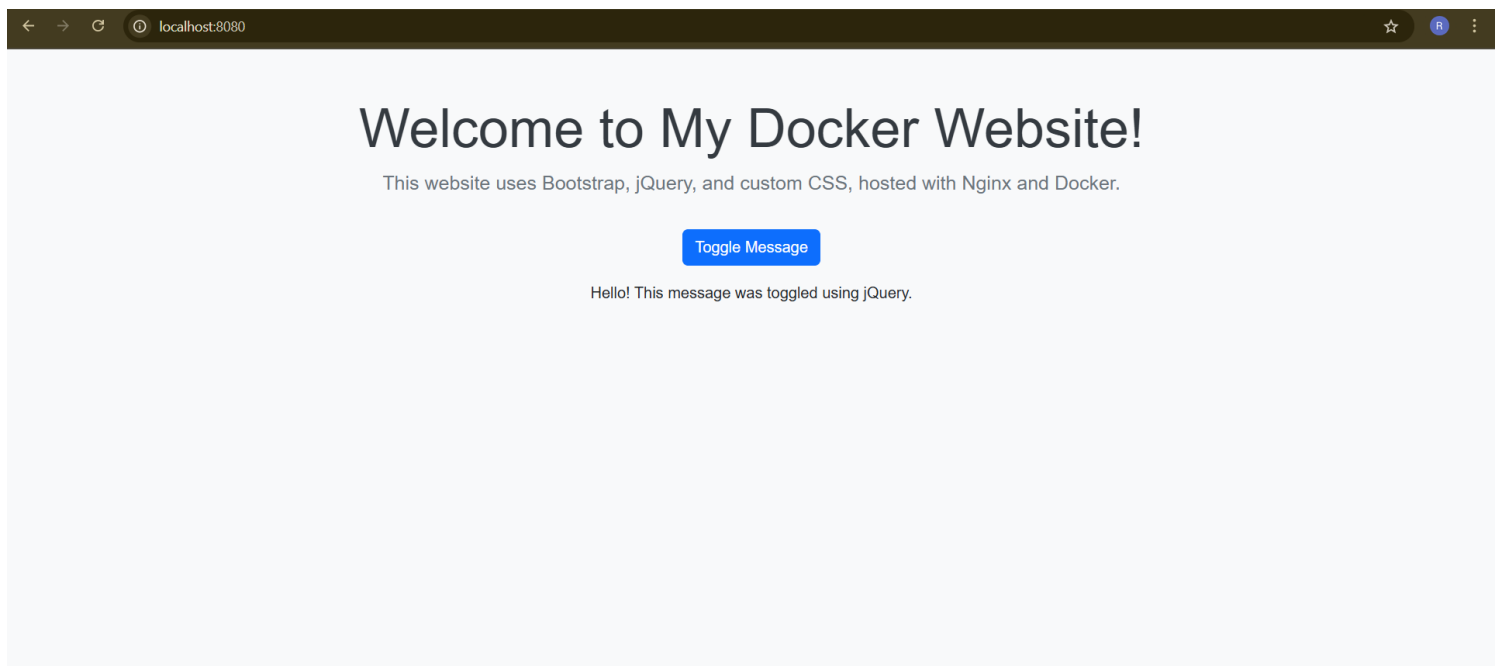 localhost:8080
R
Welcome to My Docker Website!
This website uses Bootstrap, jQuery, and custom CSS, hosted with Nginx and Docker.
Toggle Message
Hello! This message was toggled using jQuery.